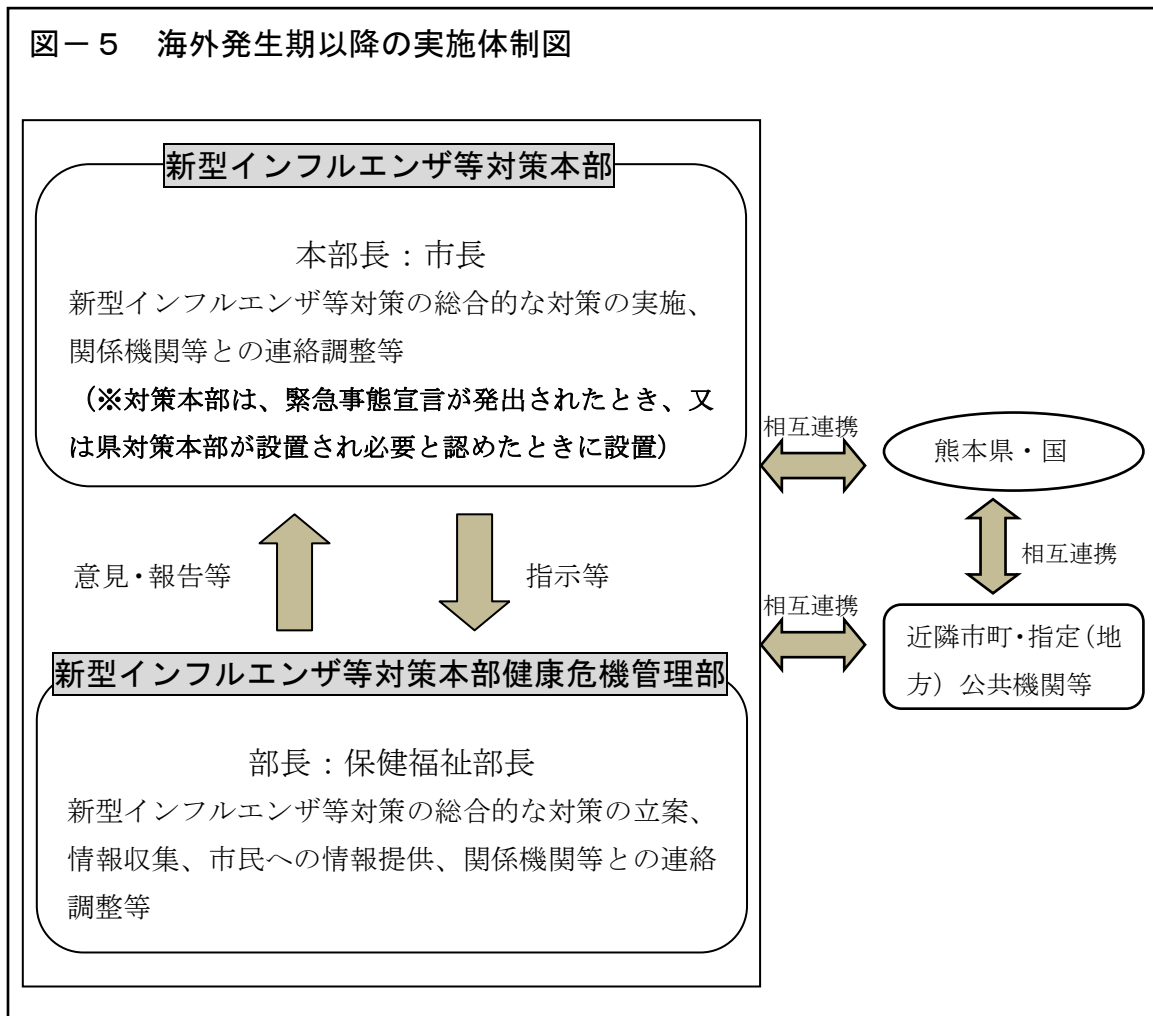 図－５　海外発生期以降の実施体制図
新型インフルエンザ等対策本部
本部長：市長
新型インフルエンザ等対策の総合的な対策の実施、
関係機関等との連絡調整等
（※対策本部は、緊急事態宣言が発出されたとき、又
は県対策本部が設置され必要と認めたときに設置）
意見・報告等
指示等
新型インフルエンザ等対策本部健康危機管理部
部長：保健福祉部長
新型インフルエンザ等対策の総合的な対策の立案、
情報収集、市民への情報提供、関係機関等との連絡
調整等
相互連携
熊本県・国
相互連携
相互連携
近隣市町・指定（地
方）公共機関等